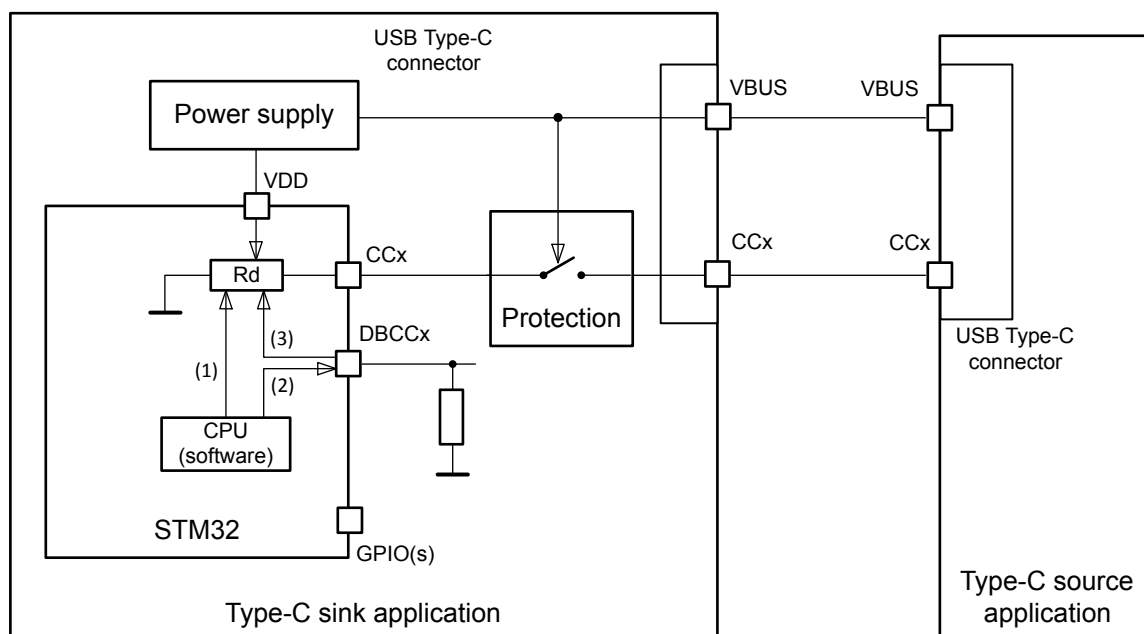 USB Type-C
connector
VBUS
VBUS
Power supply
VDD
CCx
CCx
CCx
Rd
Protection
DBCCx
(3)
(1)
(2)
USB Type-C
connector
CPU
(software)
STM32
GPIO(s)
Type-C sink application
Type-C source
application